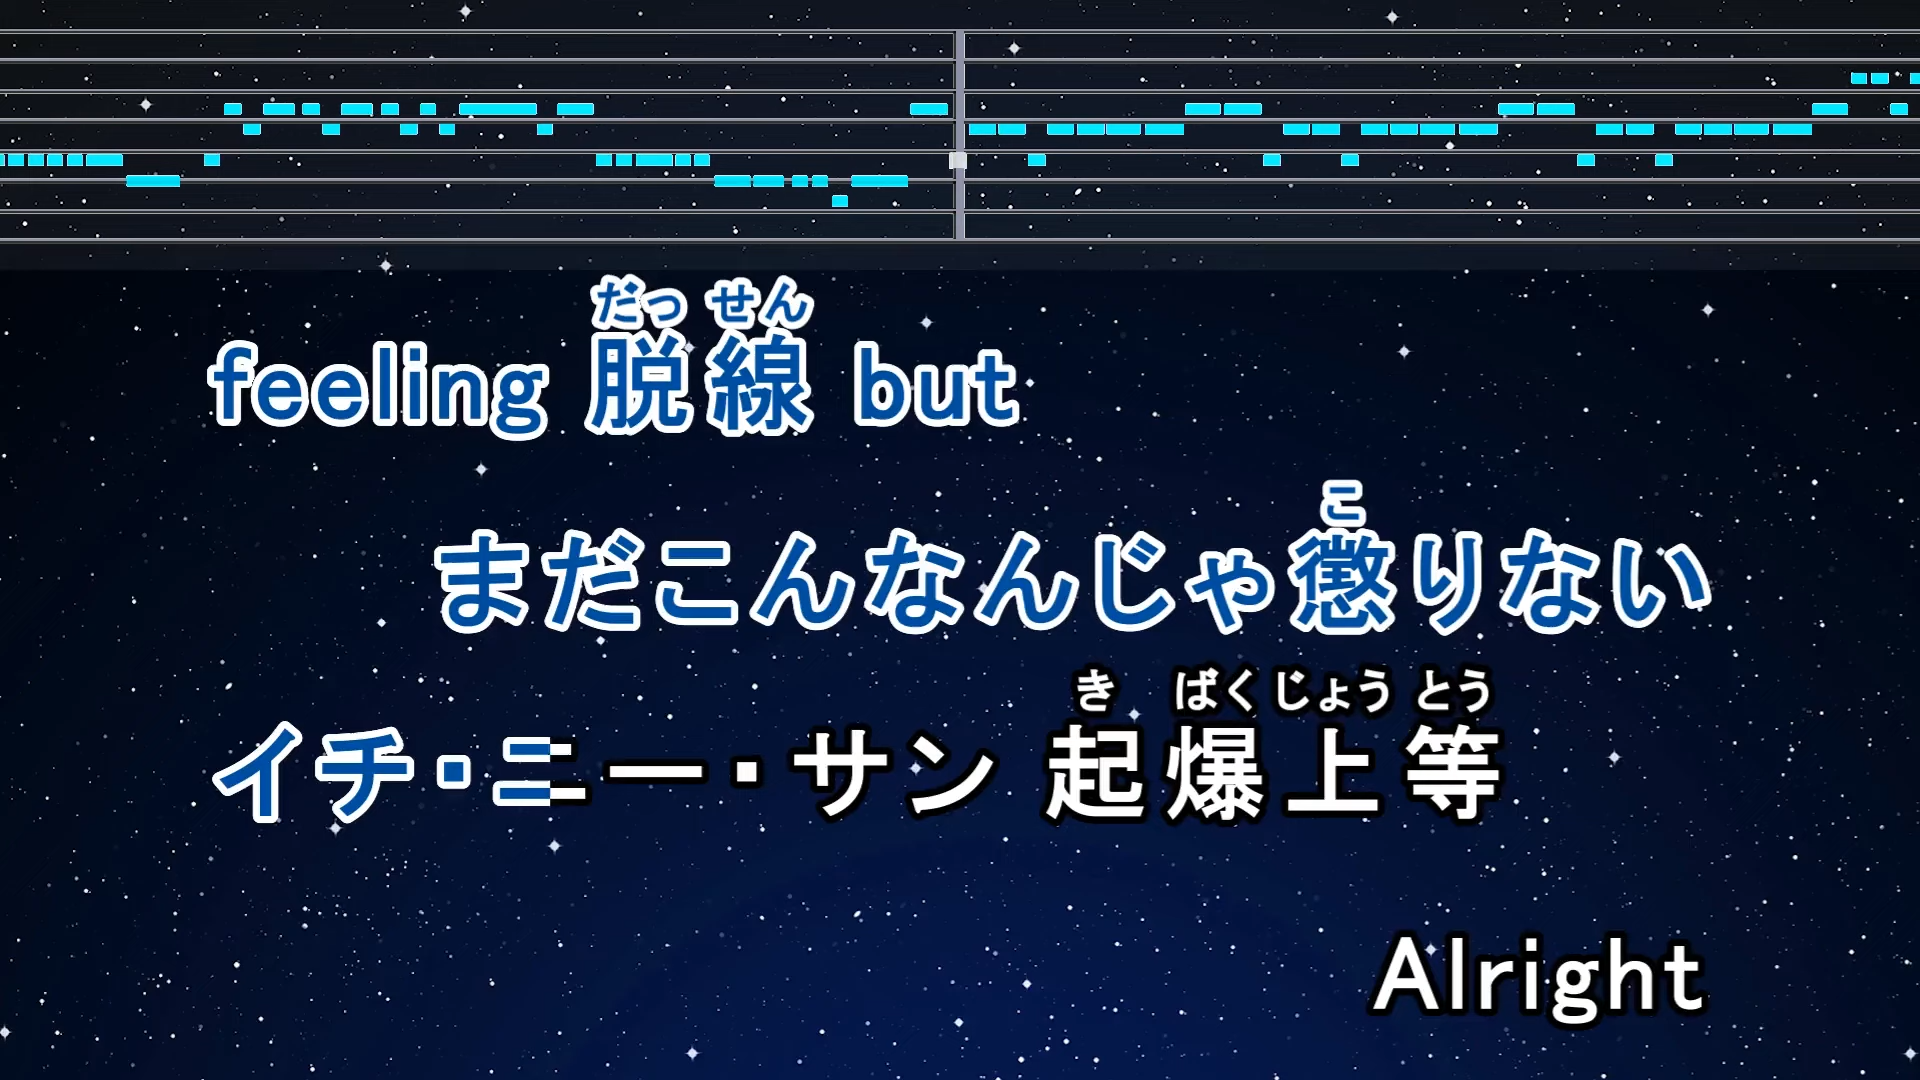 だっ せん
feeling 脱線 but
こ
まだこんなんじゃ懲りない
き ばく じょう とう
イチ・ニー・サン 起爆上等
Alright